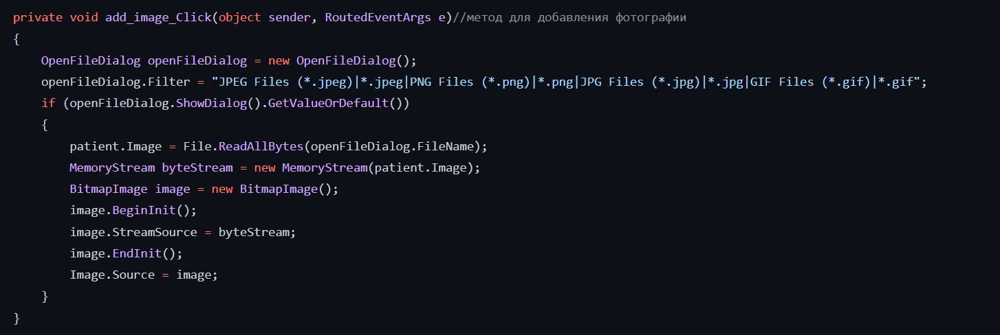 private void add_image_Click(object sender, RoutedEventArgs e)//метод для добавления фотографии
{
    OpenFileDialog openFileDialog = new OpenFileDialog();
    openFileDialog.Filter = "JPEG Files (*.jpeg)|*.jpeg|PNG Files (*.png)|*.png|JPG Files (*.jpg)|*.jpg|GIF Files (*.gif)|*.gif";
    if (openFileDialog.ShowDialog().GetValueOrDefault())
    {
        patient.Image = File.ReadAllBytes(openFileDialog.FileName);
        MemoryStream byteStream = new MemoryStream(patient.Image);
        BitmapImage image = new BitmapImage();
        image.BeginInit();
        image.StreamSource = byteStream;
        image.EndInit();
        Image.Source = image;
    }
}